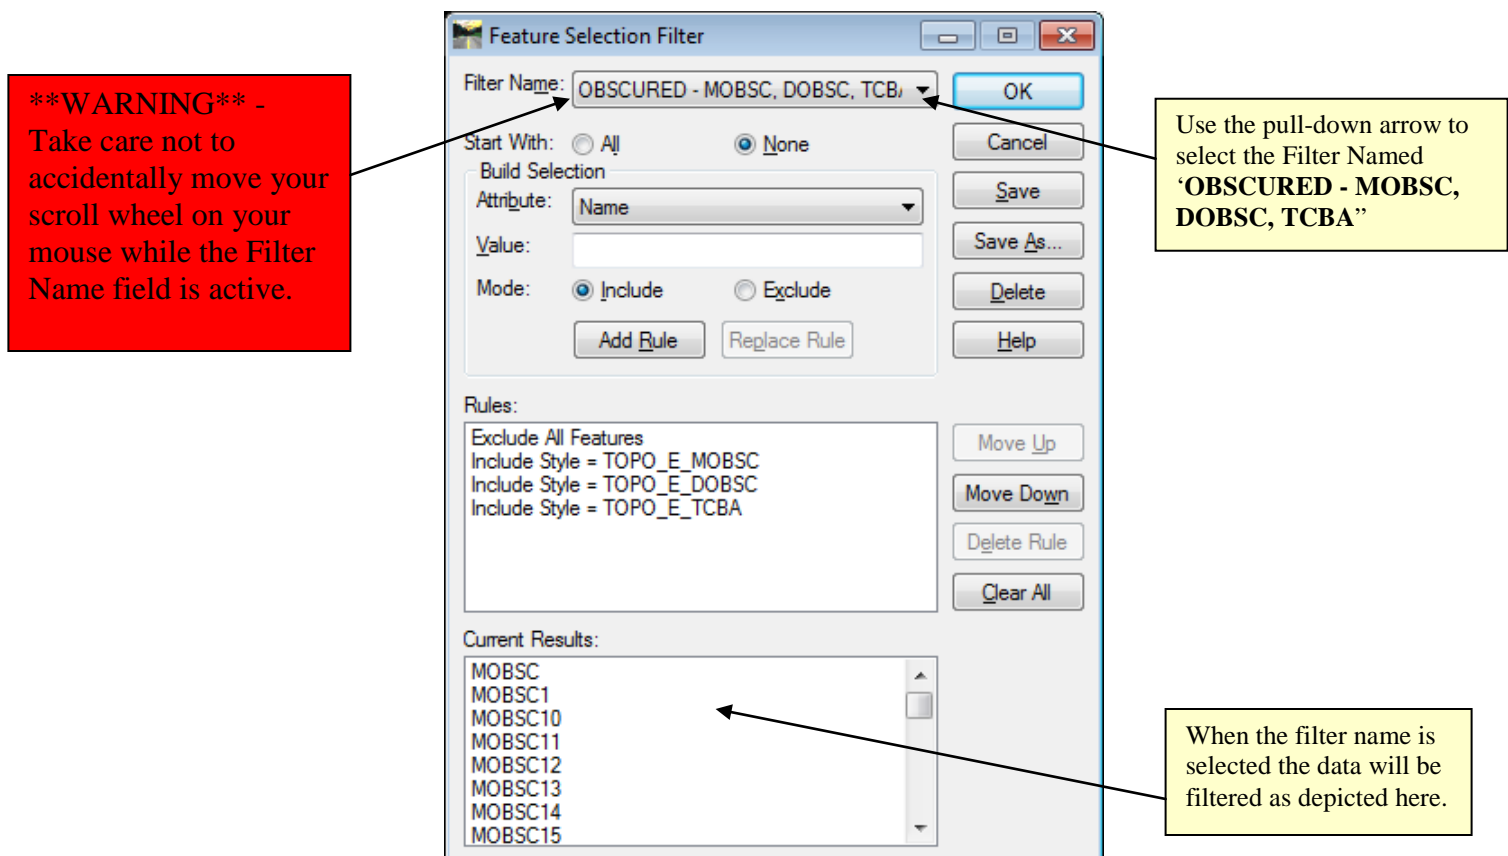 Feature Selection Filter
**WARNING** -
Take care not to
accidentally move your
scroll wheel on your
mouse while the Filter
Name field is active.
Filter Name:
OBSCURED - MOBSC, DOBSC, TCB
OK
Start With:
All
None
Cancel
Build Selection
Attribute:
Name
Save
Value:
Save As...
Mode:
Include
Exclude
Delete
Add Rule
Replace Rule
Help
Use the pull-down arrow to
select the Filter Named
‘OBSCURED - MOBSC,
DOBSC, TCBA”
Rules:
Exclude All Features
Include Style = TOPO_E_MOBSC
Include Style = TOPO_E_DOBSC
Include Style = TOPO_E_TCBA
Move Up
Move Down
Delete Rule
Clear All
Current Results:
MOBSC
MOBSC1
MOBSC10
MOBSC11
MOBSC12
MOBSC13
MOBSC14
MOBSC15
When the filter name is
selected the data will be
filtered as depicted here.